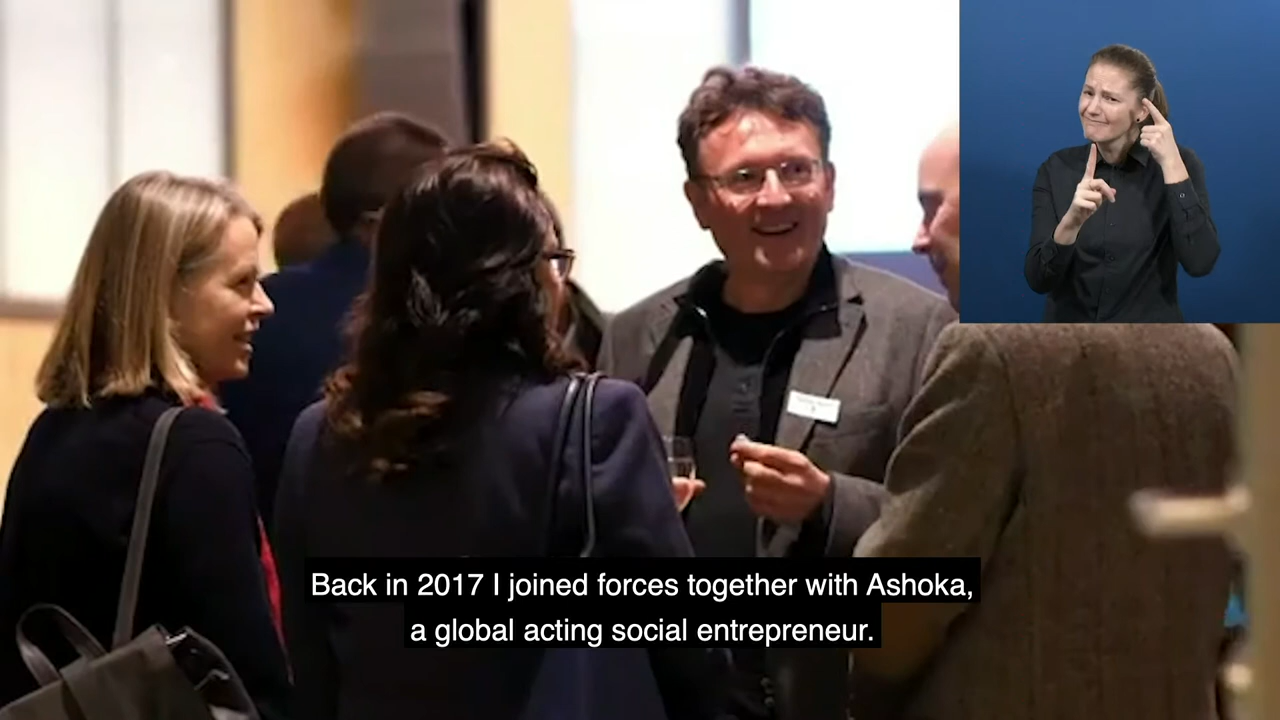 Back in 2017 I joined forces together with Ashoka,
a global acting social entrepreneur.